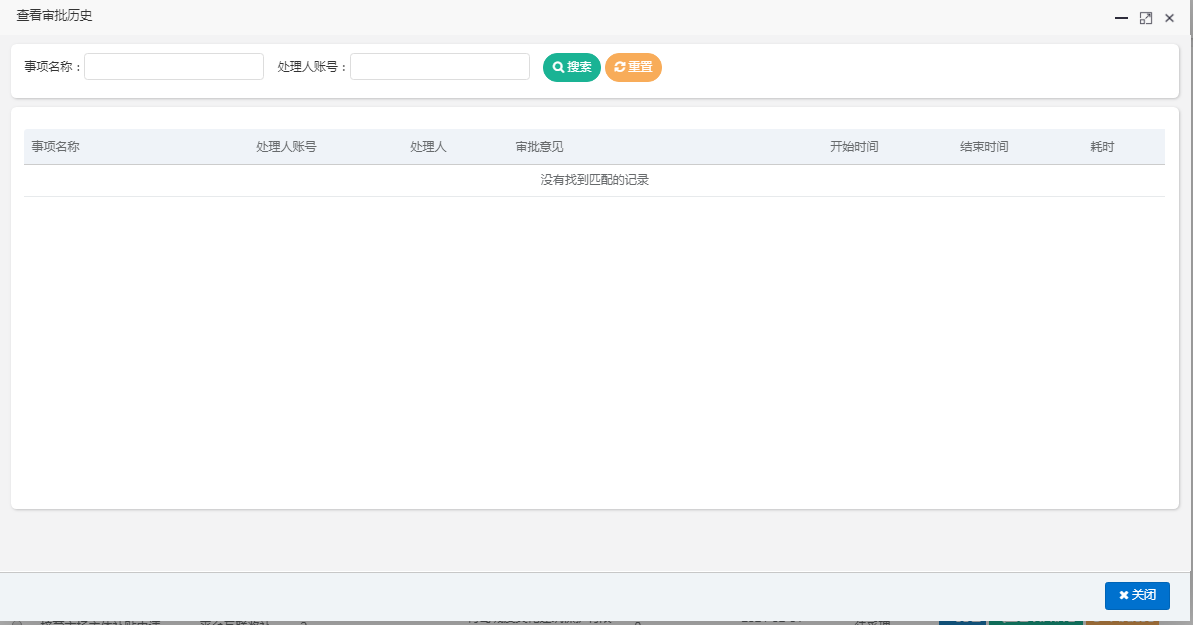 查看审批历史
事项名称： 处理人账号： 搜索 重置
事项名称 处理人账号 处理人 审批意见 开始时间 结束时间 耗时
没有找到匹配的记录
关闭